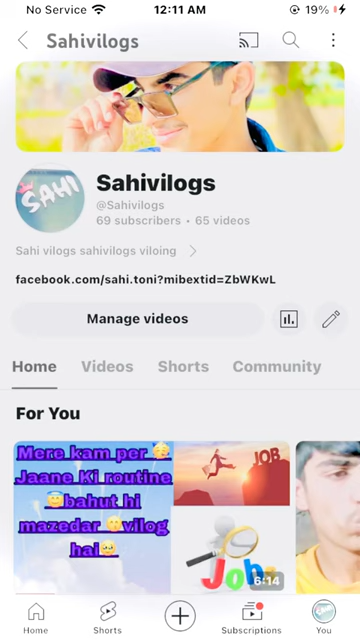 No Service 12:11 AM 19%
Sahivilogs
SAHI
Sahivilogs
@Sahivilogs
69 subscribers • 65 videos
Sahi vilogs sahivilogs viloing
facebook.com/sahi.toni?mibextid=ZbWKwL
Manage videos
Home Videos Shorts Community
For You
Mere kam per
Jaane Ki routine
bahut hi
mazedar vilog
hai
JOB
Job
6:14
Home Shorts Subscriptions You